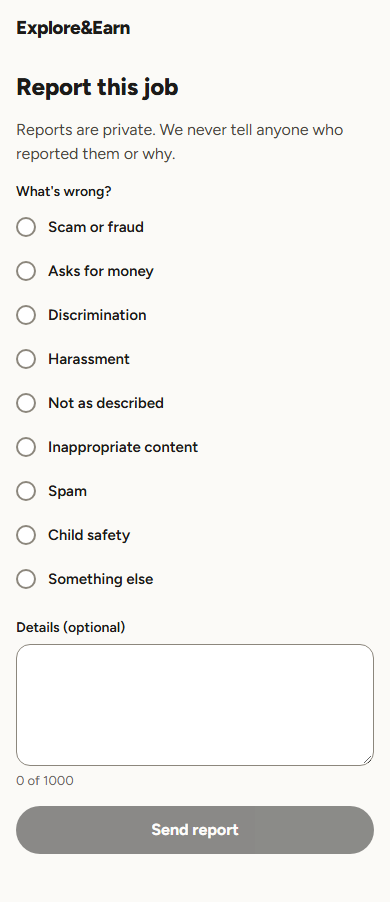 Explore&Earn
Report this job
Reports are private. We never tell anyone who
reported them or why.
What's wrong?
Scam or fraud
Asks for money
Discrimination
Harassment
Not as described
Inappropriate content
Spam
Child safety
Something else
Details (optional)
0 of 1000
Send report